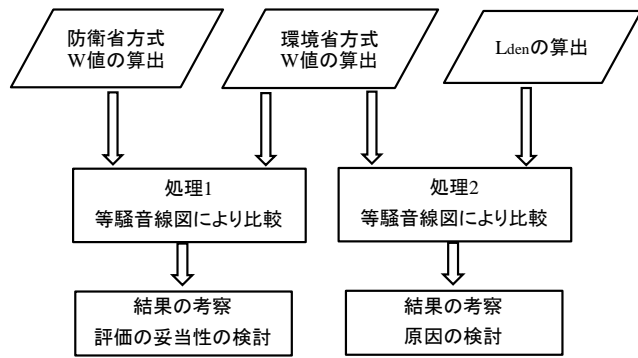 防衛省方式
W値の算出
環境省方式
W値の算出
Ldenの算出
処理1
等騒音線図により比較
処理2
等騒音線図により比較
結果の考察
評価の妥当性の検討
結果の考察
原因の検討